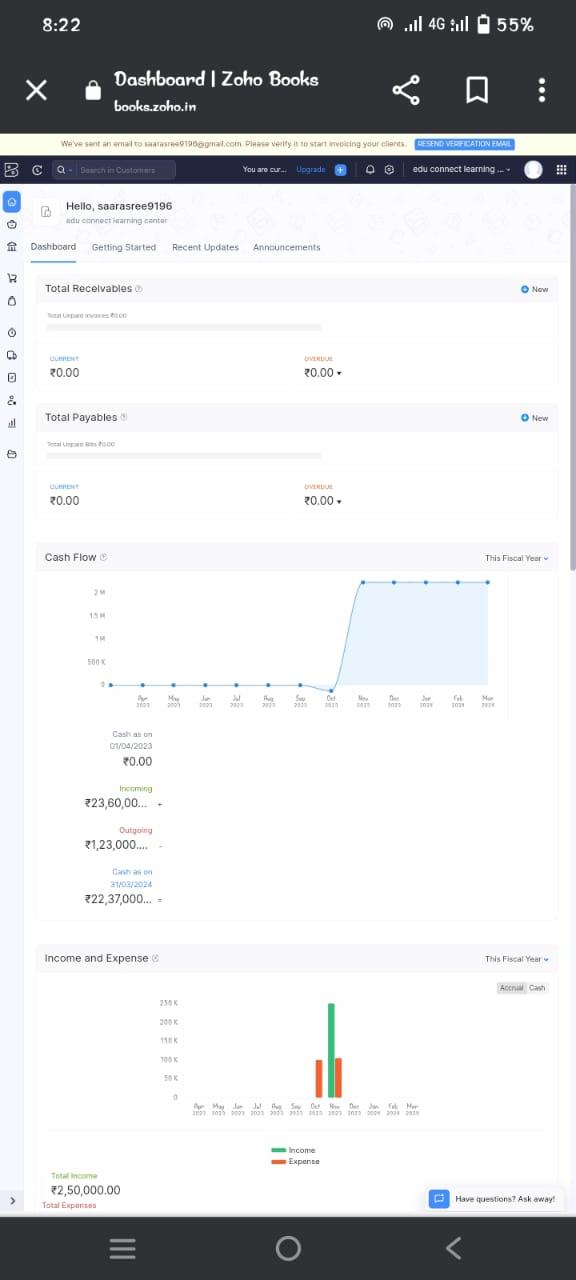 8:22
4G 55%
Dashboard | Zoho Books
books.zoho.in
We've sent an email to saarasree9196@gmail.com. Please verify it to start invoicing your clients. RESEND VERIFICATION EMAIL
Search in Customers You are cur... Upgrade edu connect learning ...
Hello, saarasree9196
edu connect learning center
Dashboard Getting Started Recent Updates Announcements
Total Receivables New
Total Unpaid Invoices ₹0.00
CURRENT OVERDUE
₹0.00 ₹0.00
Total Payables New
Total Unpaid Bills ₹0.00
CURRENT OVERDUE
₹0.00 ₹0.00
Cash Flow This Fiscal Year
2 M
1.5 M
1 M
500 K
0
Apr May Jun Jul Aug Sep Oct Nov Dec Jan Feb Mar
2023 2023 2023 2023 2023 2023 2023 2023 2023 2024 2024 2024
Cash as on
01/04/2023
₹0.00
Incoming
₹23,60,00... +
Outgoing
₹1,23,000.... -
Cash as on
31/03/2024
₹22,37,000... =
Income and Expense This Fiscal Year
Accrual Cash
250 K
200 K
150 K
100 K
50 K
0
Apr May Jun Jul Aug Sep Oct Nov Dec Jan Feb Mar
2023 2023 2023 2023 2023 2023 2023 2023 2023 2024 2024 2024
Income
Expense
Total Income
₹2,50,000.00
Total Expenses
Have questions? Ask away!